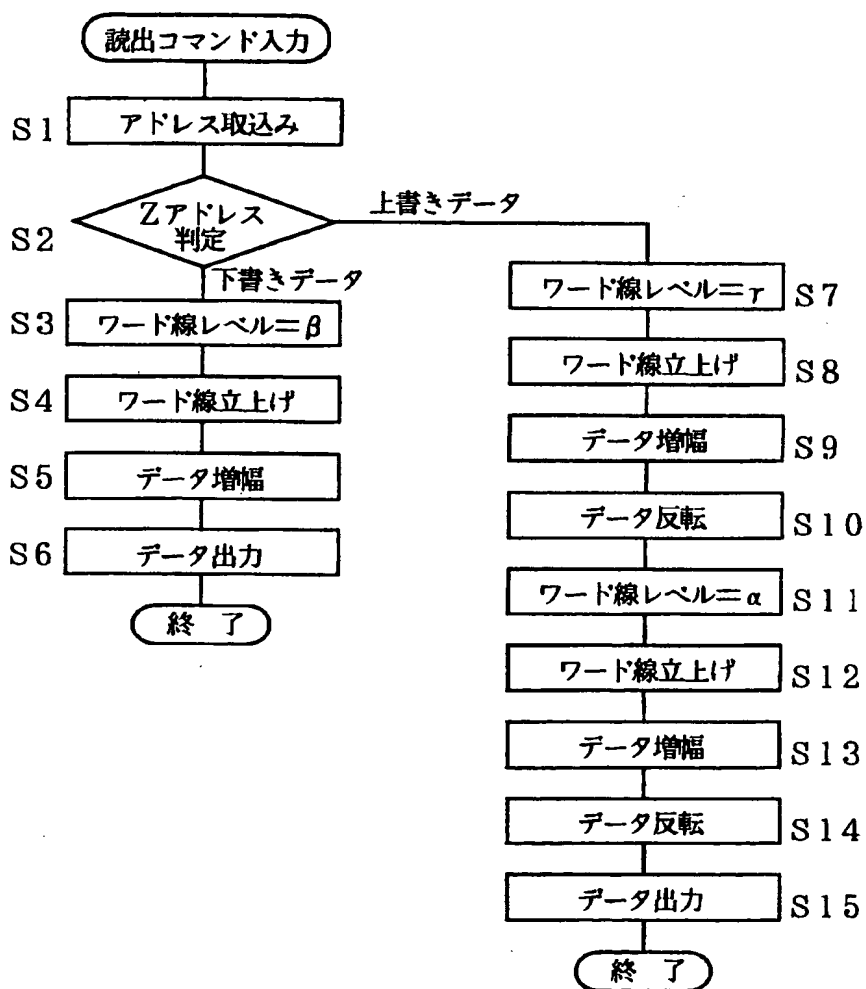 読出コマンド入力
S1 アドレス取込み
S2 Zアドレス
判定
上書きデータ
下書きデータ
S3 ワード線レベル=β
S4 ワード線立上げ
S5 データ増幅
S6 データ出力
終 了
ワード線レベル=γ S7
ワード線立上げ S8
データ増幅 S9
データ反転 S10
ワード線レベル=α S11
ワード線立上げ S12
データ増幅 S13
データ反転 S14
データ出力 S15
終 了